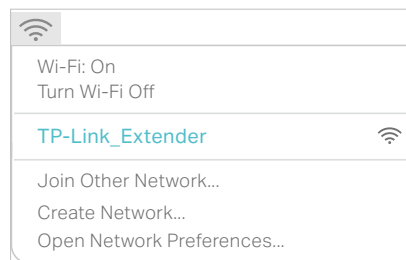 Wi-Fi: On
Turn Wi-Fi Off
TP-Link_Extender
Join Other Network...
Create Network...
Open Network Preferences...